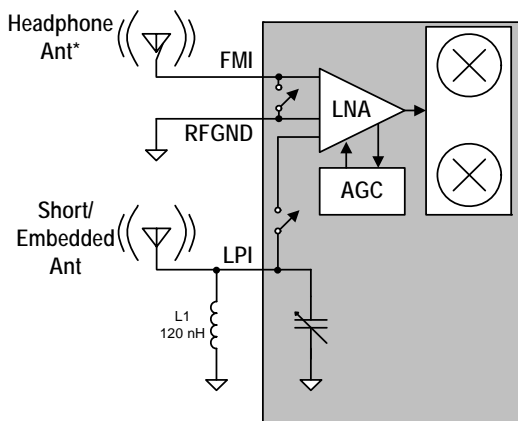 Headphone
Ant*
FMI
LNA
RFGND
AGC
Short/
Embedded
Ant
LPI
L1
120 nH